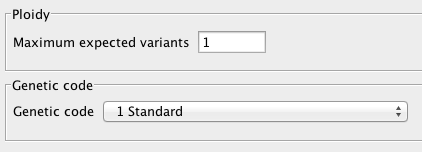 Ploidy
Maximum expected variants 1
Genetic code
Genetic code 1 Standard